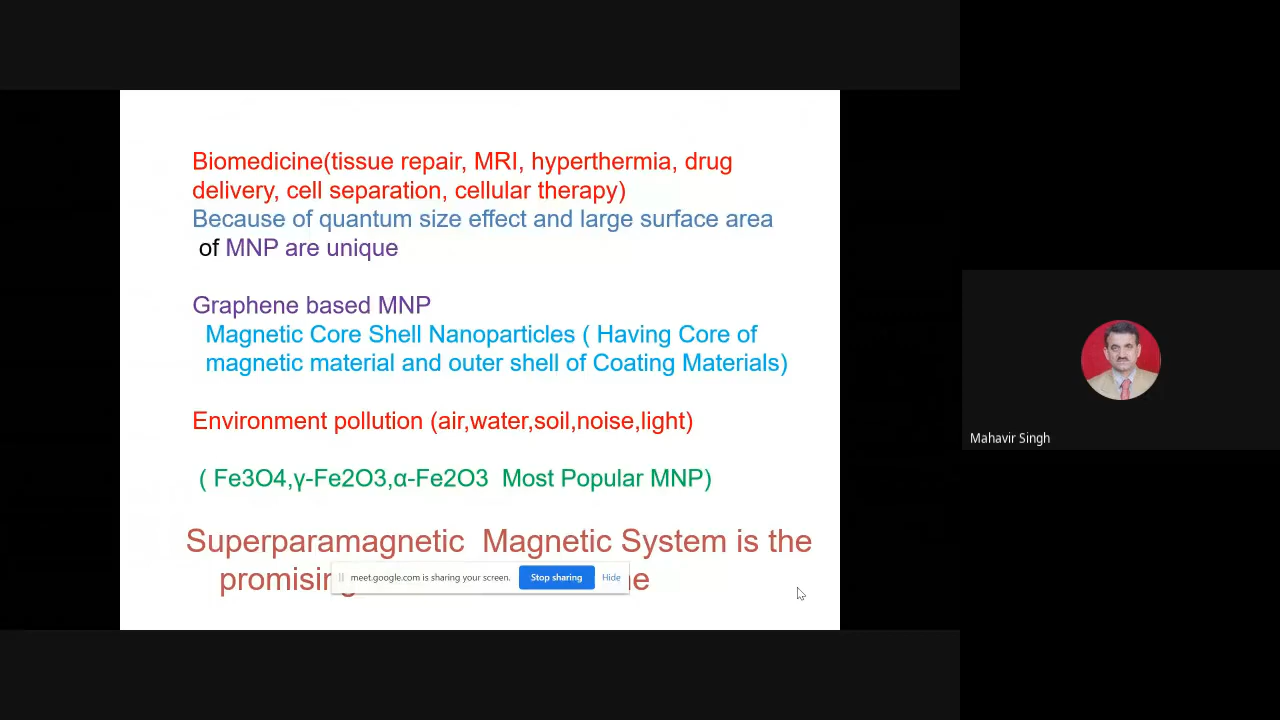 Biomedicine(tissue repair, MRI, hyperthermia, drug
delivery, cell separation, cellular therapy)
Because of quantum size effect and large surface area
of MNP are unique
Graphene based MNP
Magnetic Core Shell Nanoparticles ( Having Core of
magnetic material and outer shell of Coating Materials)
Environment pollution (air,water,soil,noise,light)
( Fe3O4,γ-Fe2O3,α-Fe2O3 Most Popular MNP)
Superparamagnetic Magnetic System is the
meet.google.com is sharing your screen. Stop sharing Hide
Mahavir Singh